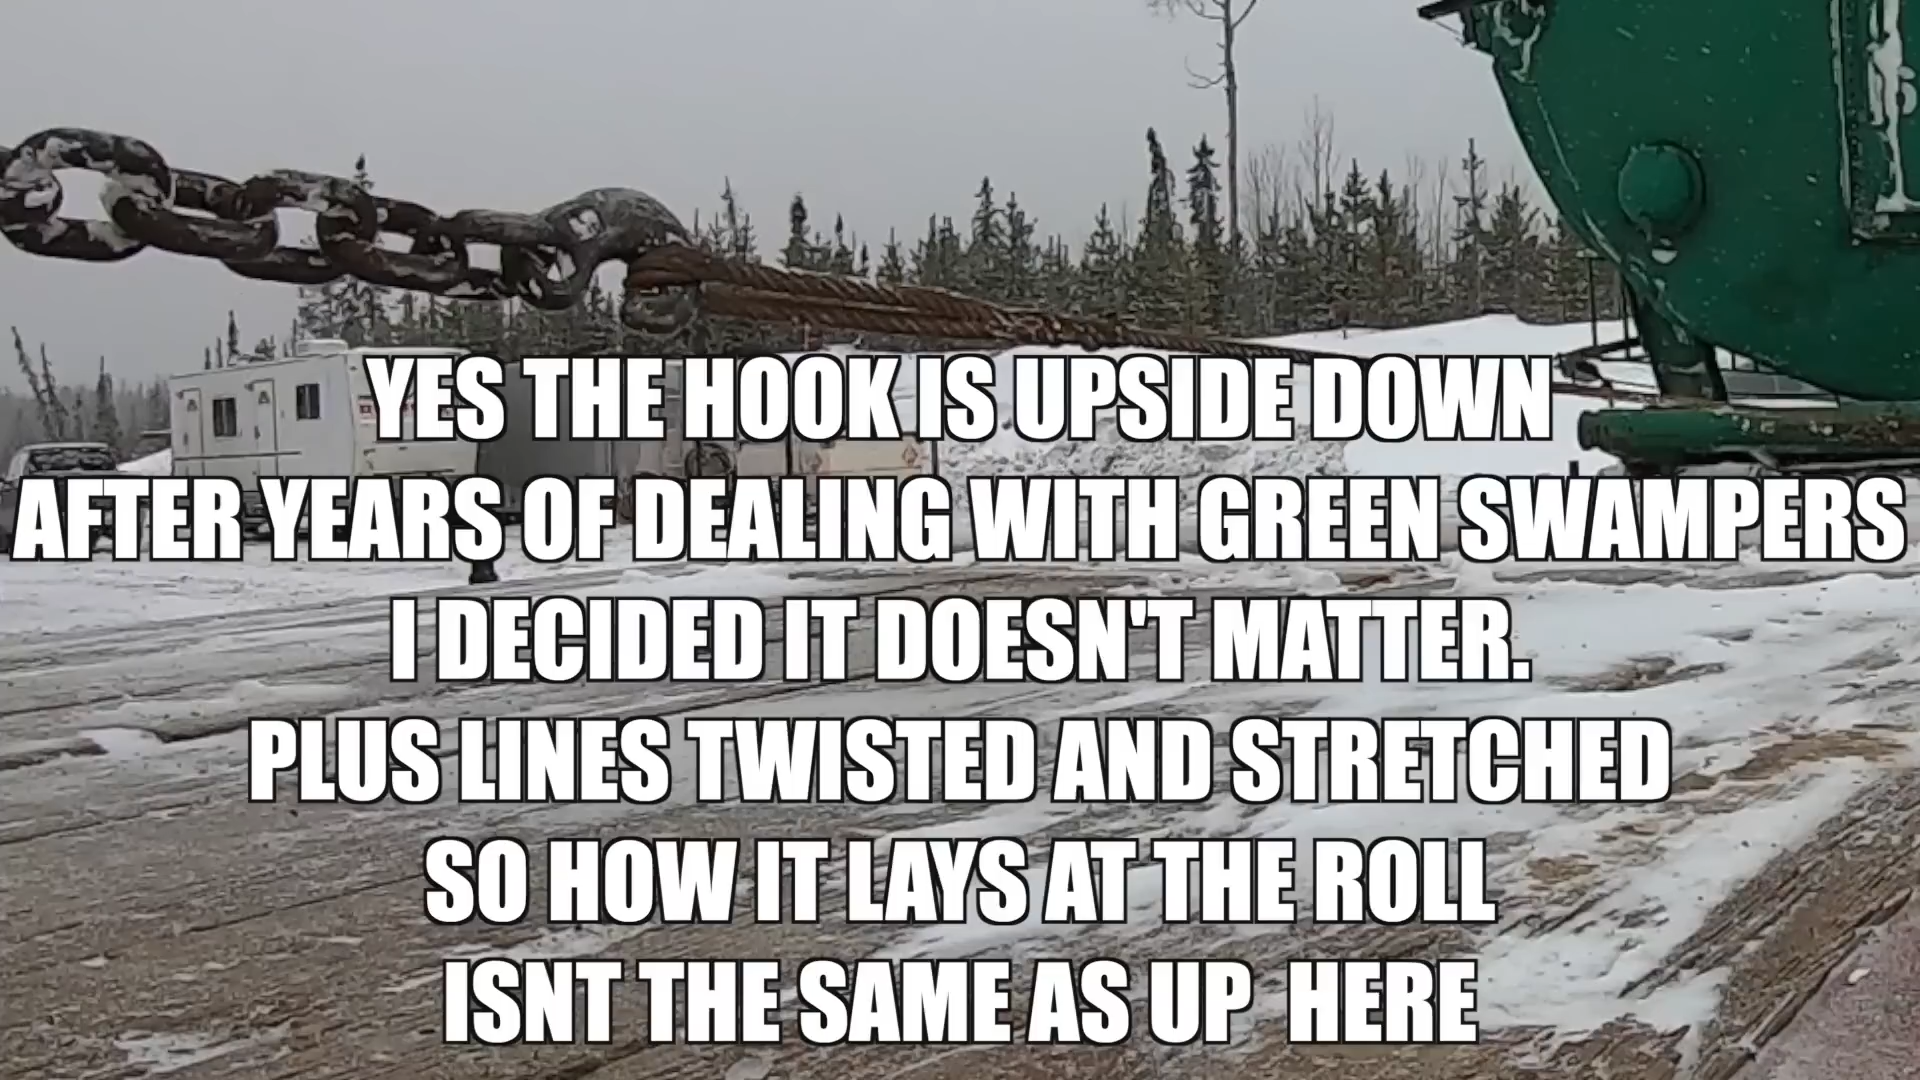 YES THE HOOK IS UPSIDE DOWN
AFTER YEARS OF DEALING WITH GREEN SWAMPERS
I DECIDED IT DOESN'T MATTER.
PLUS LINES TWISTED AND STRETCHED
SO HOW IT LAYS AT THE ROLL
ISNT THE SAME AS UP HERE